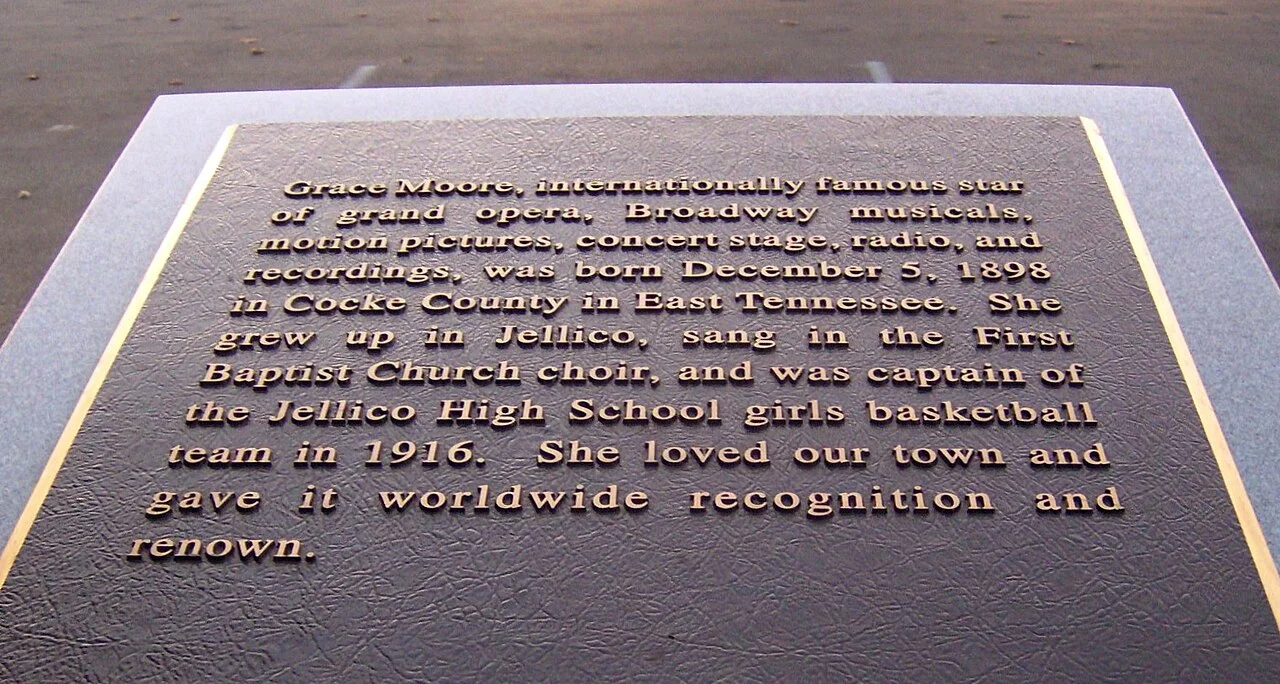 Grace Moore, internationally famous star
of grand opera, Broadway musicals,
motion pictures, concert stage, radio, and
recordings, was born December 5, 1898
in Cocke County in East Tennessee. She
grew up in Jellico, sang in the First
Baptist Church choir, and was captain of
the Jellico High School girls basketball
team in 1916. She loved our town and
gave it worldwide recognition and
renown.